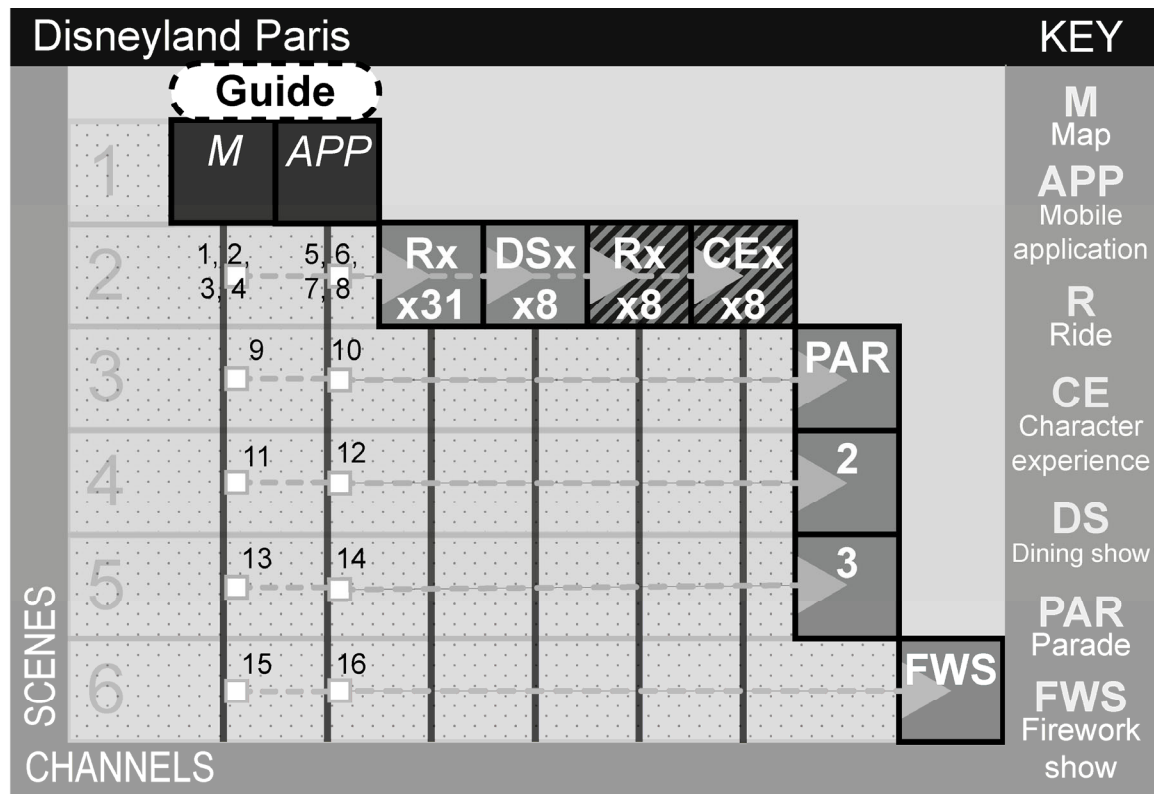 Disneyland Paris
KEY
Guide
1
M
APP
2
1, 2,
3, 4
5, 6,
7, 8
Rx
x31
DSx
x8
Rx
x8
CEx
x8
3
9
10
PAR
4
11
12
2
5
13
14
3
6
15
16
FWS
SCENES
CHANNELS
M
Map
APP
Mobile
application
R
Ride
CE
Character
experience
DS
Dining show
PAR
Parade
FWS
Firework
show